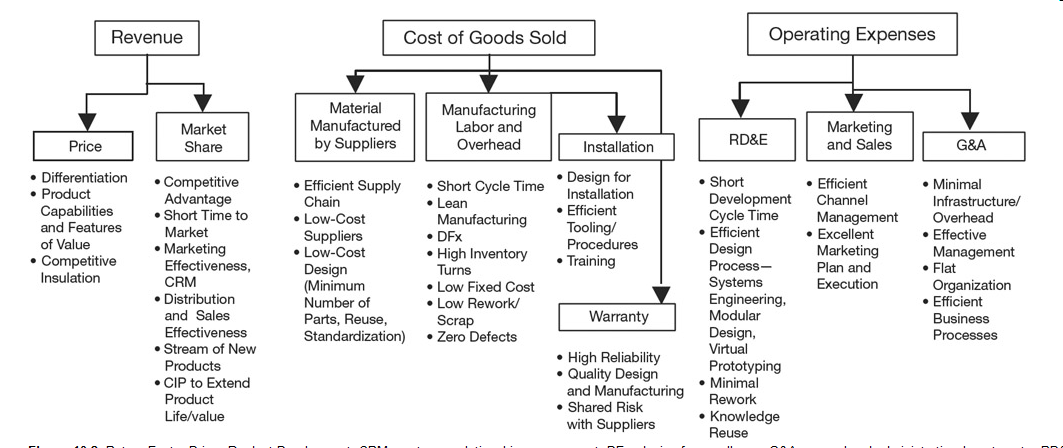 Revenue
Price
• Differentiation
• Product
Capabilities
and Features
of Value
• Competitive
Insulation
Market
Share
• Competitive
Advantage
• Short Time to
Market
• Marketing
Effectiveness,
CRM
• Distribution
and Sales
Effectiveness
• Stream of New
Products
• CIP to Extend
Product
Life/value
Cost of Goods Sold
Material
Manufactured
by Suppliers
• Efficient Supply
Chain
• Low-Cost
Suppliers
• Low-Cost
Design
(Minimum
Number of
Parts, Reuse,
Standardization)
Manufacturing
Labor and
Overhead
• Short Cycle Time
• Lean
Manufacturing
• DFx
• High Inventory
Turns
• Low Fixed Cost
• Low Rework/
Scrap
• Zero Defects
Installation
• Design for
Installation
• Efficient
Tooling/
Procedures
• Training
Warranty
• High Reliability
• Quality Design
and Manufacturing
• Shared Risk
with Suppliers
Operating Expenses
RD&E
• Short
Development
Cycle Time
• Efficient
Design
Process—
Systems
Engineering,
Modular
Design,
Virtual
Prototyping
• Minimal
Rework
• Knowledge
Reuse
Marketing
and Sales
• Efficient
Channel
Management
• Excellent
Marketing
Plan and
Execution
G&A
• Minimal
Infrastructure/
Overhead
• Effective
Management
• Flat
Organization
• Efficient
Business
Processes